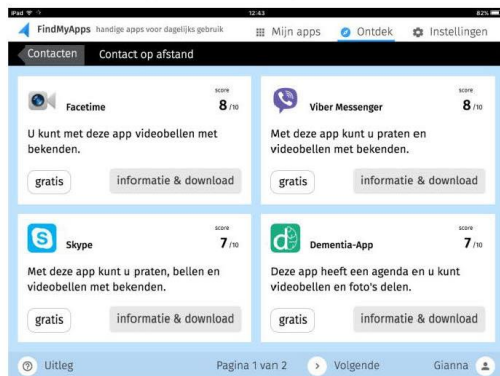 iPad 12:43 82%
FindMyApps handige apps voor dagelijks gebruik Mijn apps Ontdek Instellingen
Contacten Contact op afstand
Facetime
score
8 /10
U kunt met deze app videobellen met
bekenden.
gratis informatie & download
Viber Messenger
score
8 /10
Met deze app kunt u praten en
videobellen met bekenden.
gratis informatie & download
Skype
score
7 /10
Met deze app kunt u praten, bellen en
videobellen met bekenden.
gratis informatie & download
Dementia-App
score
7 /10
Deze app heeft een agenda en u kunt
videobellen en foto's delen.
gratis informatie & download
Uitleg Pagina 1 van 2 Volgende Gianna